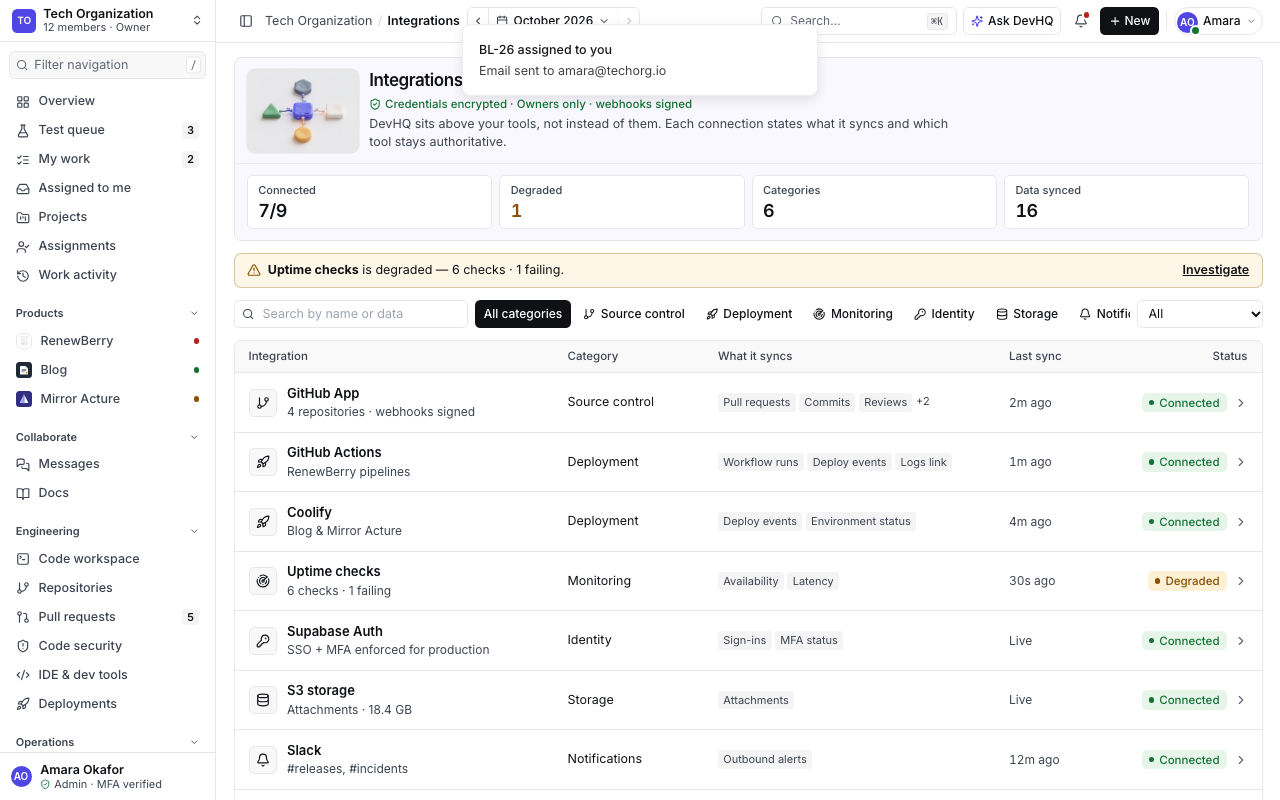 TO
Tech Organization
12 members · Owner
Tech Organization / Integrations
October 2026
Search...
⌘K
Ask DevHQ
New
AO
Amara
BL-26 assigned to you
Email sent to amara@techorg.io
Filter navigation
/
Overview
Test queue 3
My work 2
Assigned to me
Projects
Assignments
Work activity
Products
RenewBerry
Blog
Mirror Acture
Collaborate
Messages
Docs
Engineering
Code workspace
Repositories
Pull requests 5
Code security
IDE & dev tools
Deployments
Operations
AO
Amara Okafor
Admin · MFA verified
Integrations
Credentials encrypted · Owners only · webhooks signed
DevHQ sits above your tools, not instead of them. Each connection states what it syncs and which
tool stays authoritative.
Connected
7/9
Degraded
1
Categories
6
Data synced
16
Uptime checks is degraded — 6 checks · 1 failing.
Investigate
Search by name or data
All categories
Source control
Deployment
Monitoring
Identity
Storage
Notific
All
Integration Category What it syncs Last sync Status
GitHub App
4 repositories · webhooks signed
Source control
Pull requests Commits Reviews +2
2m ago
Connected
GitHub Actions
RenewBerry pipelines
Deployment
Workflow runs Deploy events Logs link
1m ago
Connected
Coolify
Blog & Mirror Acture
Deployment
Deploy events Environment status
4m ago
Connected
Uptime checks
6 checks · 1 failing
Monitoring
Availability Latency
30s ago
Degraded
Supabase Auth
SSO + MFA enforced for production
Identity
Sign-ins MFA status
Live
Connected
S3 storage
Attachments · 18.4 GB
Storage
Attachments
Live
Connected
Slack
#releases, #incidents
Notifications
Outbound alerts
12m ago
Connected